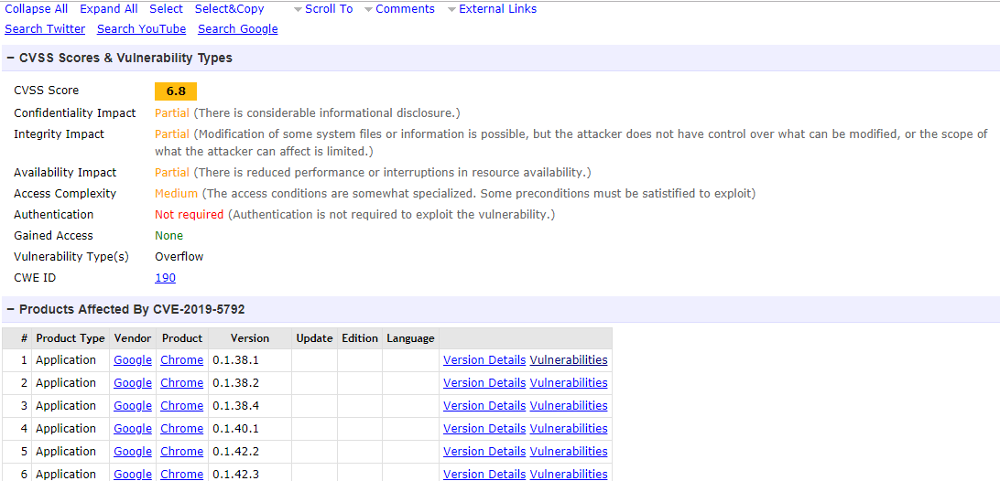 Collapse All Expand All Select Select&Copy Scroll To Comments External Links
Search Twitter Search YouTube Search Google
− CVSS Scores & Vulnerability Types
CVSS Score 6.8
Confidentiality Impact Partial (There is considerable informational disclosure.)
Integrity Impact Partial (Modification of some system files or information is possible, but the attacker does not have control over what can be modified, or the scope of
what the attacker can affect is limited.)
Availability Impact Partial (There is reduced performance or interruptions in resource availability.)
Access Complexity Medium (The access conditions are somewhat specialized. Some preconditions must be satistified to exploit)
Authentication Not required (Authentication is not required to exploit the vulnerability.)
Gained Access None
Vulnerability Type(s) Overflow
CWE ID 190
− Products Affected By CVE-2019-5792
# Product Type Vendor Product Version Update Edition Language
1 Application Google Chrome 0.1.38.1 Version Details Vulnerabilities
2 Application Google Chrome 0.1.38.2 Version Details Vulnerabilities
3 Application Google Chrome 0.1.38.4 Version Details Vulnerabilities
4 Application Google Chrome 0.1.40.1 Version Details Vulnerabilities
5 Application Google Chrome 0.1.42.2 Version Details Vulnerabilities
6 Application Google Chrome 0.1.42.3 Version Details Vulnerabilities